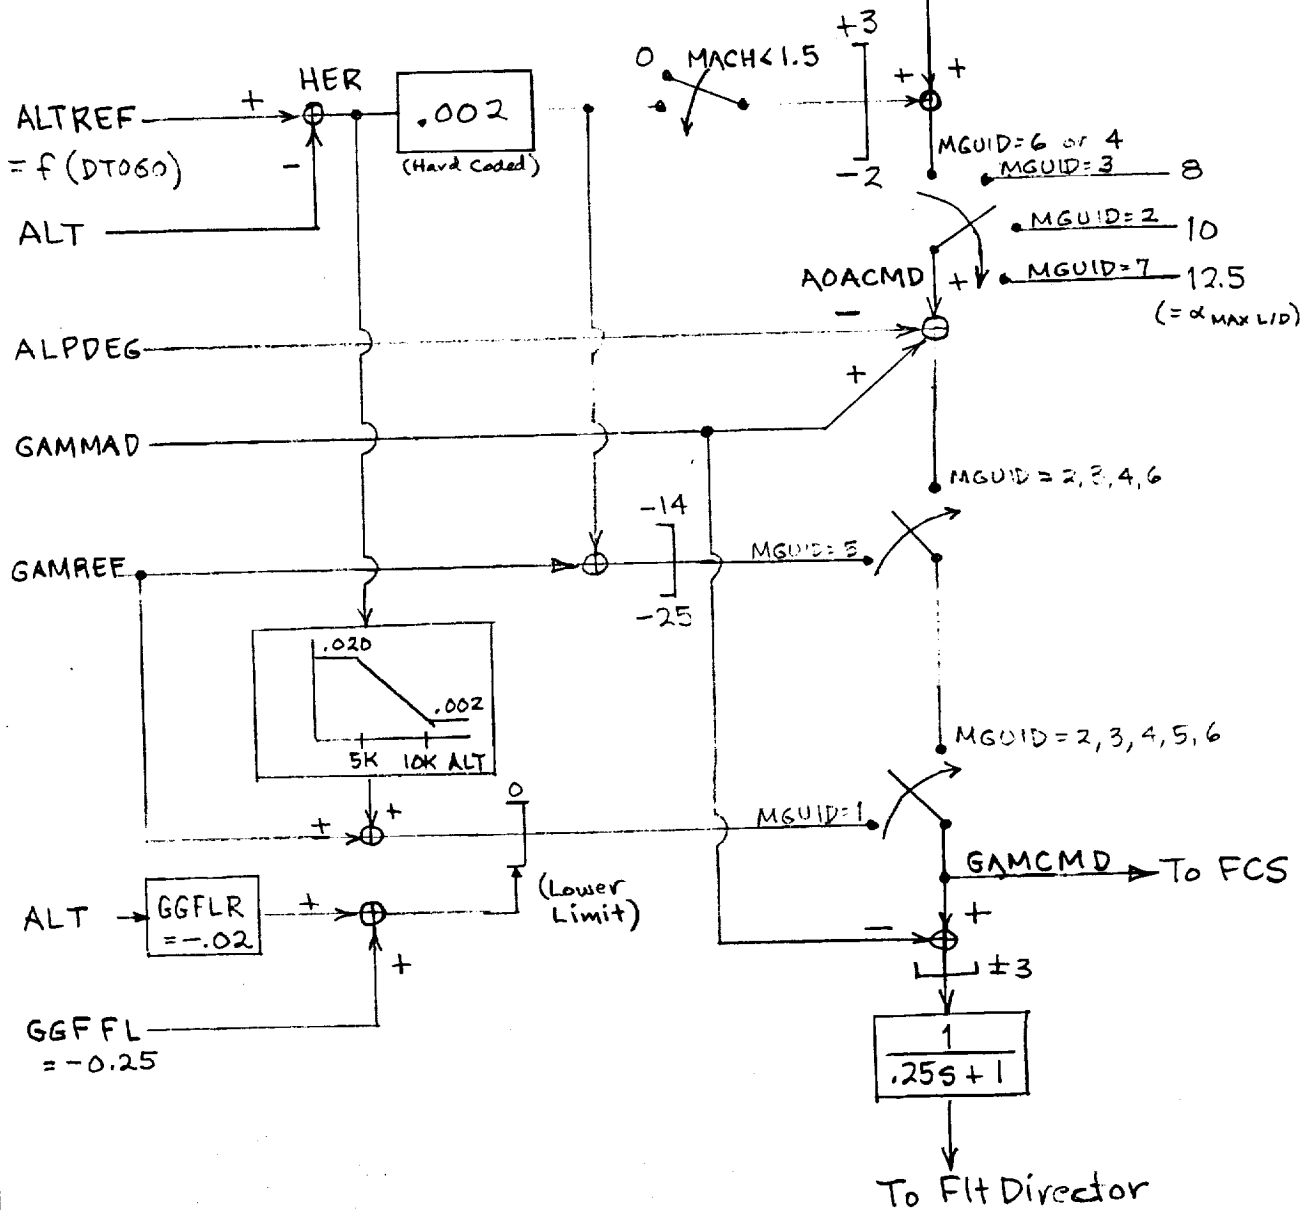 +3
0 MACH<1.5
+ +
HER
ALTREF + .002
(Hard Coded)
= f (DT060)
-
-2
ALT
MGUID=6 or 4
MGUID=3 8
MGUID=2 10
MGUID=7 12.5
(= α MAX L/D)
AOACMD +
-
ALPDEG
+
GAMMAD
MGUID = 2, 3, 4, 6
-14
MGUID=5
GAMREF
-25
.020
.002
5K 10K ALT
MGUID = 2, 3, 4, 5, 6
0
+ +
MGUID=1
GAMCMD To FCS
(Lower
Limit)
ALT GGFLR
=-.02
+
+
+
-
±3
GGFFL
= -0.25
1
.25S + 1
To Flt Director